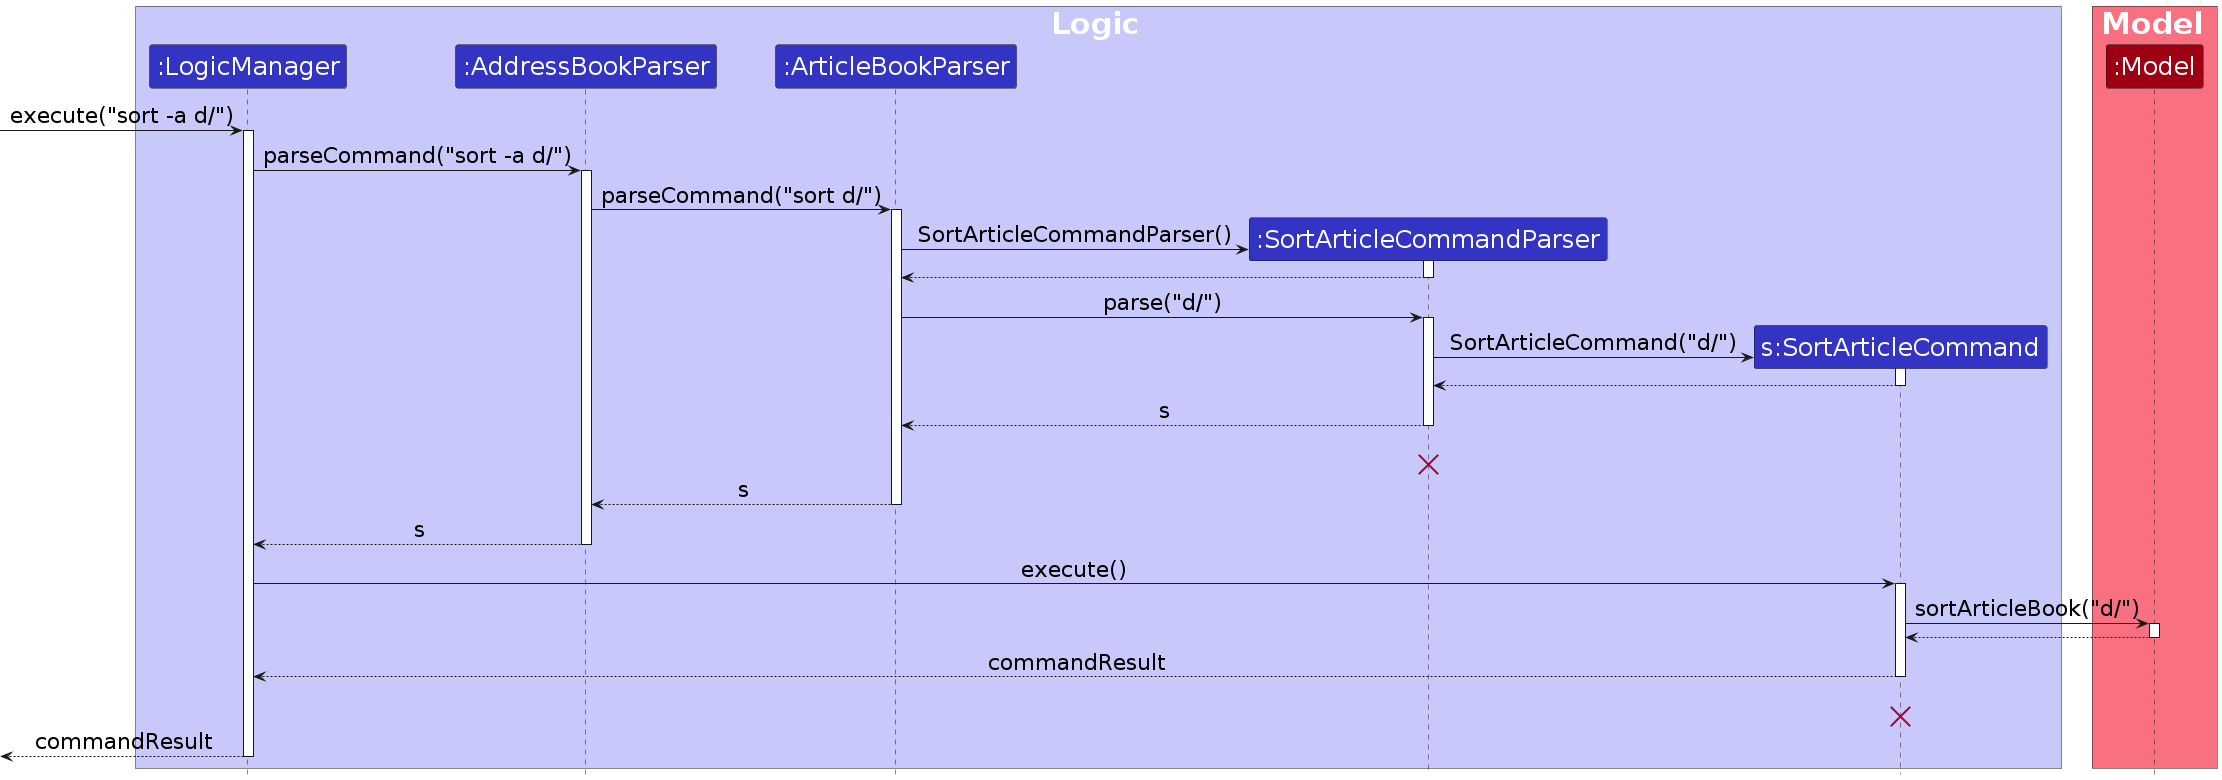 Logic
Model
:LogicManager
:AddressBookParser
:ArticleBookParser
:Model
execute("sort -a d/")
parseCommand("sort -a d/")
parseCommand("sort d/")
SortArticleCommandParser()
:SortArticleCommandParser
parse("d/")
SortArticleCommand("d/")
s:SortArticleCommand
s
s
s
execute()
sortArticleBook("d/")
commandResult
commandResult